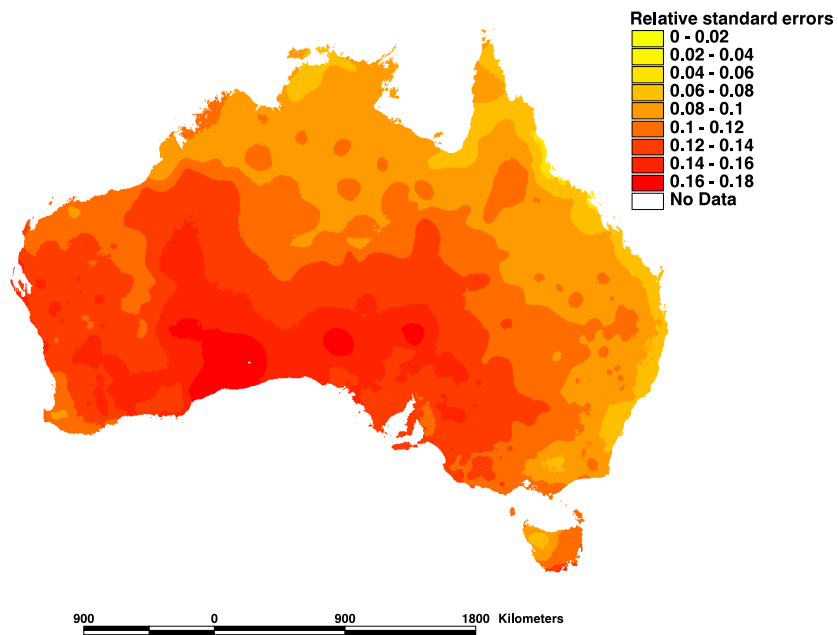 Relative standard errors
0 - 0.02
0.02 - 0.04
0.04 - 0.06
0.06 - 0.08
0.08 - 0.1
0.1 - 0.12
0.12 - 0.14
0.14 - 0.16
0.16 - 0.18
No Data
900 0 900 1800 Kilometers